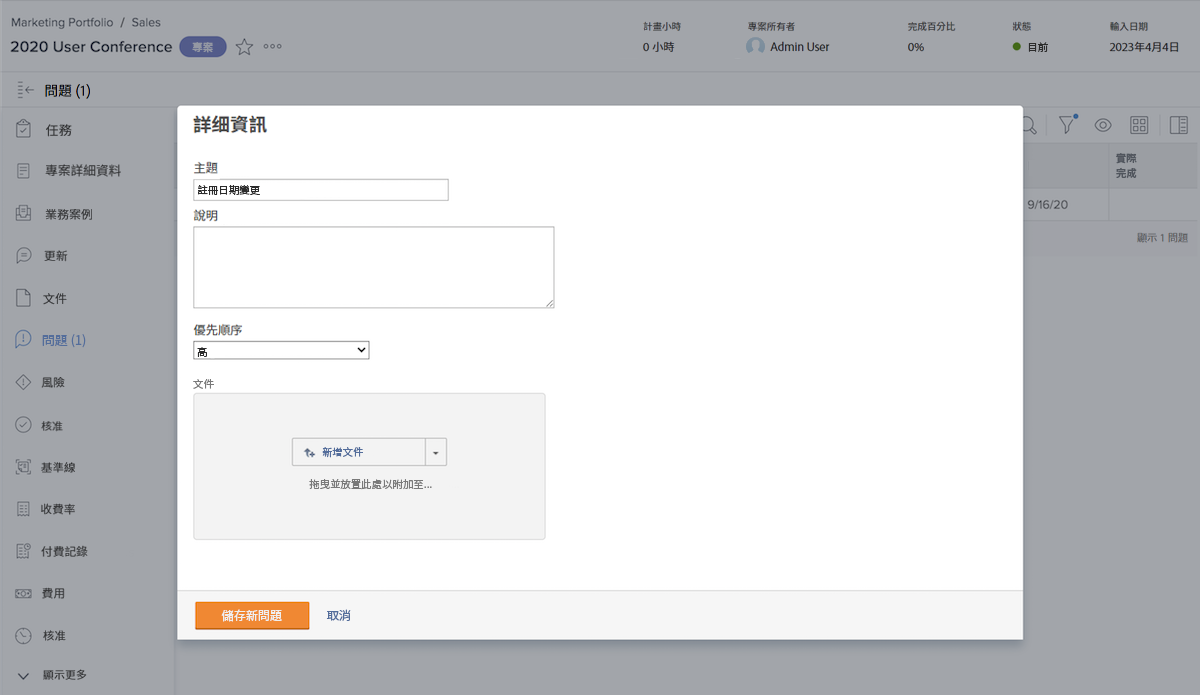 Marketing Portfolio / Sales
2020 User Conference 專案
計畫小時
0 小時
專案所有者
Admin User
完成百分比
0%
狀態
目前
輸入日期
2023年4月4日
問題 (1)
任務
專案詳細資料
業務案例
更新
文件
問題 (1)
風險
核准
基準線
收費率
付費記錄
費用
核准
顯示更多
詳細資訊
主題
註冊日期變更
說明
優先順序
高
文件
新增文件
拖曳並放置此處以附加至...
儲存新問題
取消
實際
完成
9/16/20
顯示 1 問題